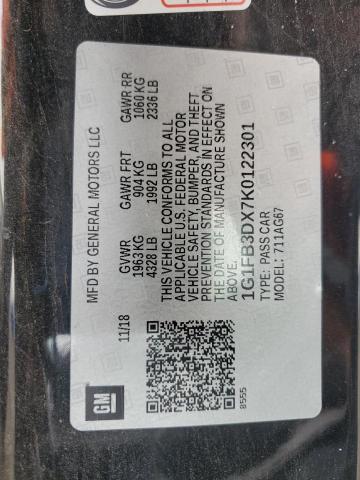 MFD BY GENERAL MOTORS LLC
11/18
GVWR GAWR FRT GAWR RR
1963 KG 904 KG 1060 KG
4328 LB 1992 LB 2336 LB
THIS VEHICLE CONFORMS TO ALL
APPLICABLE U.S. FEDERAL MOTOR
VEHICLE SAFETY, BUMPER, AND THEFT
PREVENTION STANDARDS IN EFFECT ON
THE DATE OF MANUFACTURE SHOWN
ABOVE.
1G1FB3DX7K0122301
TYPE: PASS CAR
MODEL: 711AG67
GM
8555